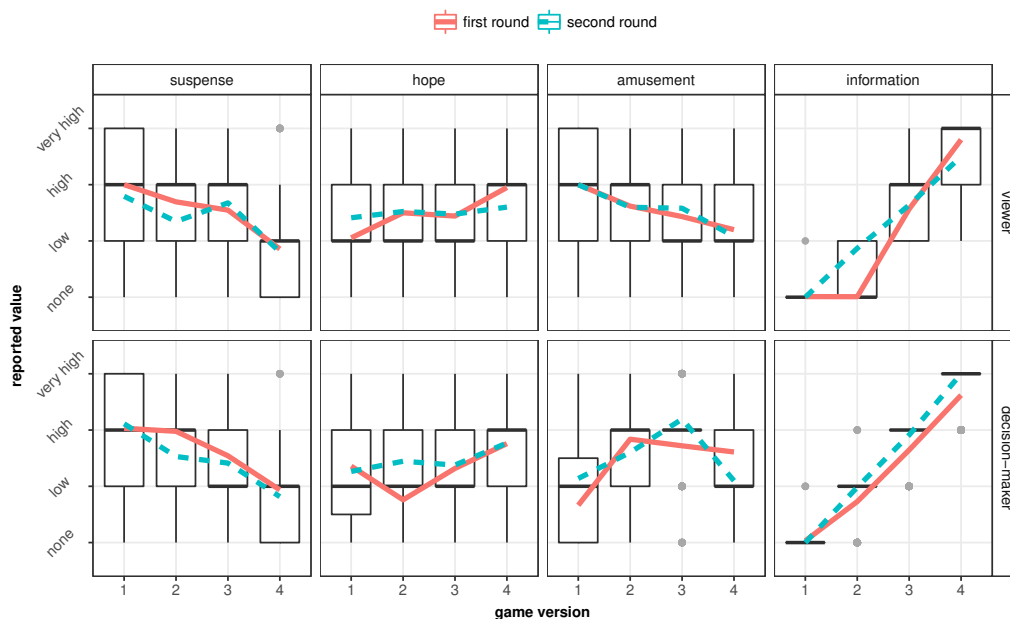 first round second round
suspense hope amusement information
very high
high
low
none
viewer
very high
high
low
none
decision−maker
reported value
1 2 3 4 1 2 3 4 1 2 3 4 1 2 3 4
game version